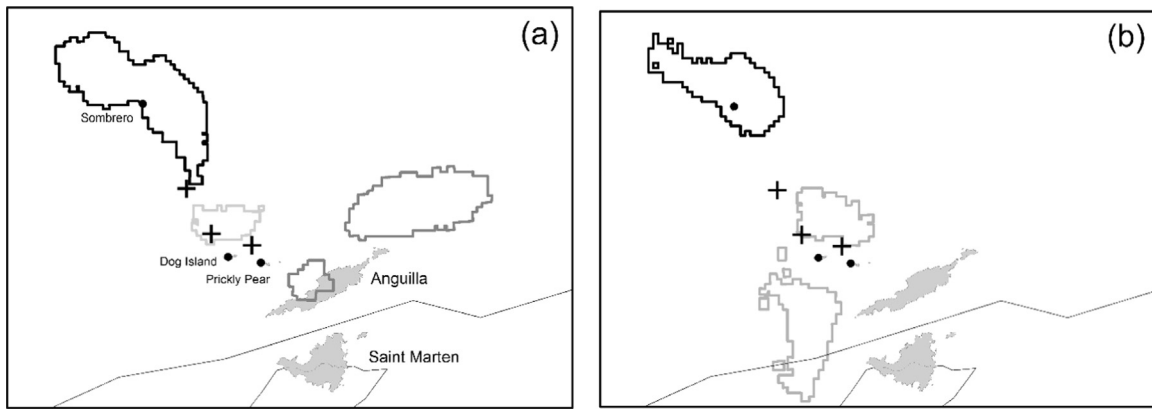 (a)
Sombrero
Dog Island
Prickly Pear
Anguilla
Saint Marten
(b)